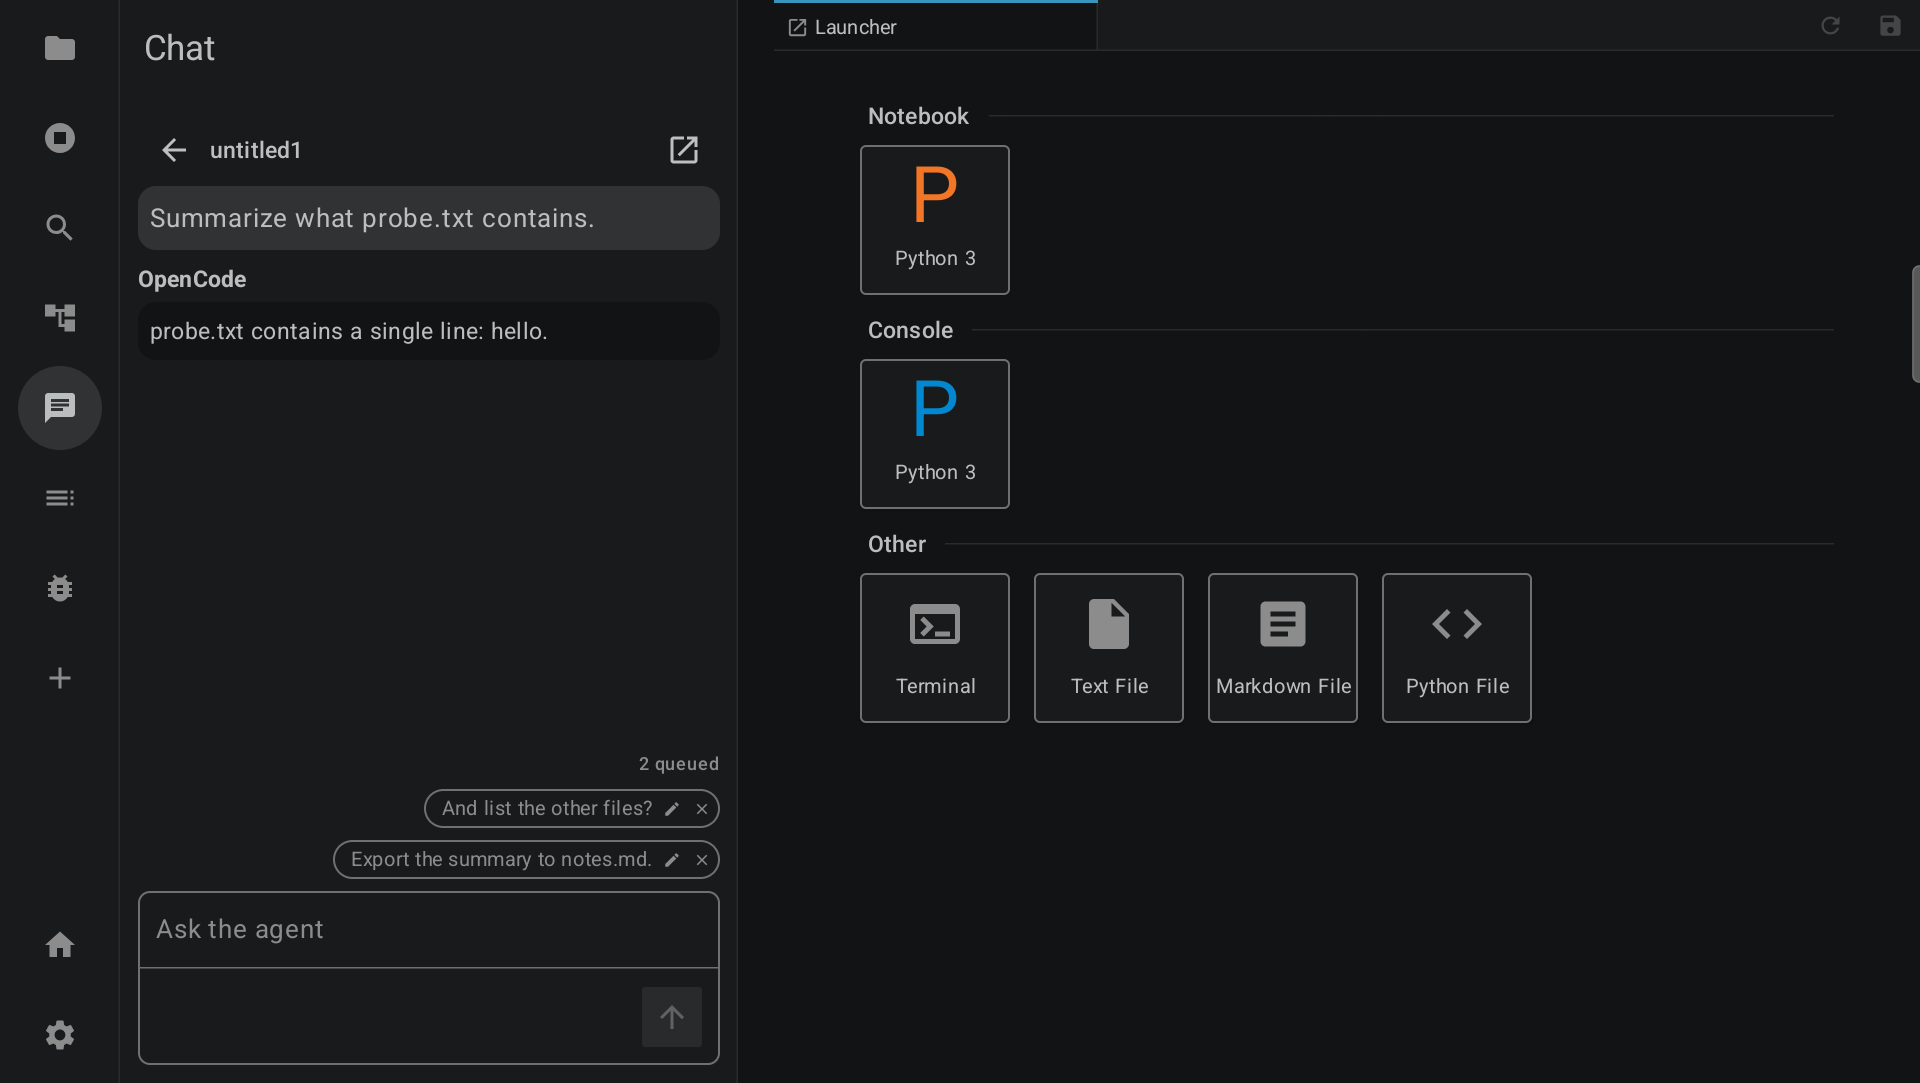 Chat
untitled1
Summarize what probe.txt contains.
OpenCode
probe.txt contains a single line: hello.
2 queued
And list the other files?
Export the summary to notes.md.
Ask the agent
Launcher
Notebook
P
Python 3
Console
P
Python 3
Other
Terminal
Text File
Markdown File
Python File